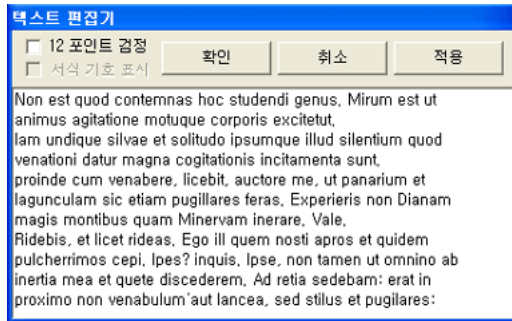 텍스트 편집기
12 포인트 검정
서식 기호 표시
확인
취소
적용
Non est quod contemnas hoc studendi genus, Mirum est ut
animus agitatione motuque corporis excitetut,
Iam undique silvae et solitudo ipsumque illud silentium quod
venationi datur magna cogitationis incitamenta sunt,
proinde cum venabere, licebit, auctore me, ut panarium et
lagunculam sic etiam pugillares feras, Experieris non Dianam
magis montibus quam Minervam inerare, Vale,
Ridebis, et licet rideas, Ego ill quem nosti apros et quidem
pulcherrimos cepi, Ipes? inquis, Ipse, non tamen ut omnino ab
inertia mea et quete discederem, Ad retia sedebam: erat in
proximo non venabulum'aut lancea, sed stilus et pugilares: